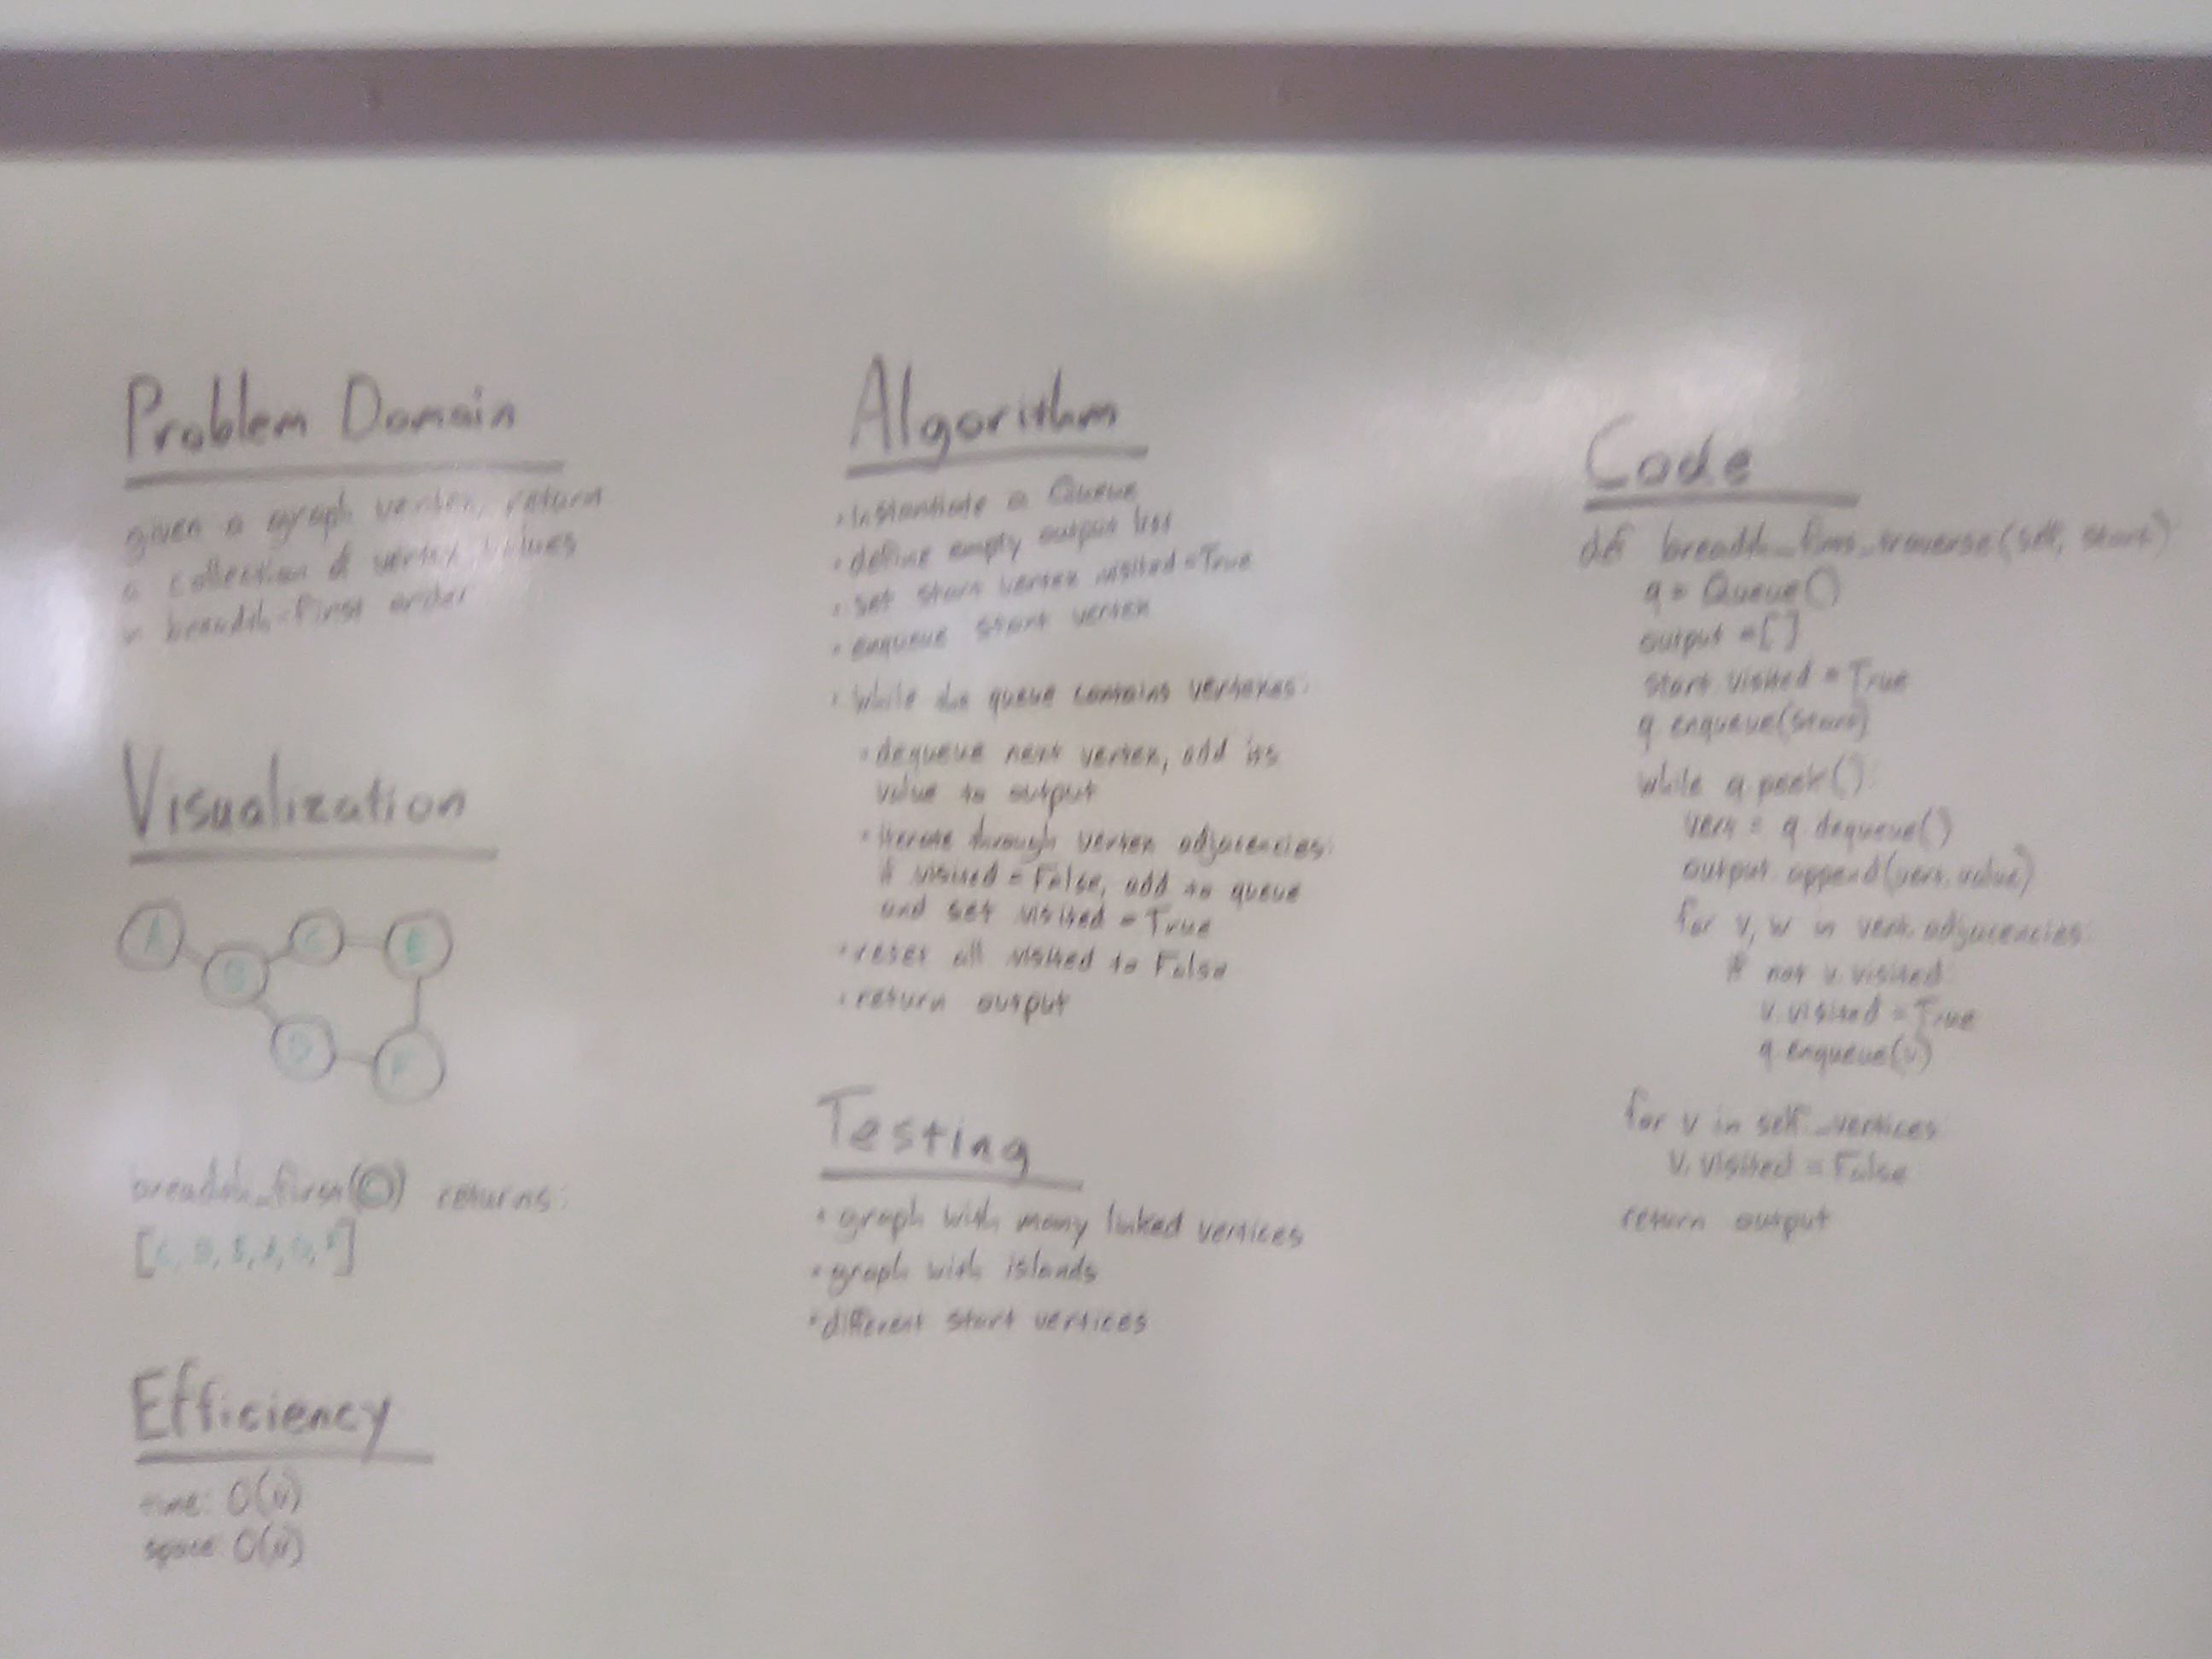 Problem Domain
given a graph vertex, return
a collection of vertex values
in breadth-first order
Visualization
A
B
C
E
D
F
breadth_first(C) returns:
[C, B, E, A, D, F]
Efficiency
time: O(n)
space: O(n)
Algorithm
• Instantiate a Queue
• define empty output list
• set start vertex visited = True
• enqueue start vertex
• while the queue contains vertexes:
• dequeue next vertex, add its
value to output
• iterate through vertex adjacencies:
if visited = False, add to queue
and set visited = True
• reset all visited to False
• return output
Testing
• graph with many linked vertices
• graph with islands
• different start vertices
Code
def breadth_first_traverse(self, start)
q = Queue()
output = []
start.visited = True
q.enqueue(start)
while q.peek():
vert = q.dequeue()
output.append(vert.value)
for v, w in vert.adjacencies:
if not v.visited:
v.visited = True
q.enqueue(v)
for v in self._vertices:
v.visited = False
return output